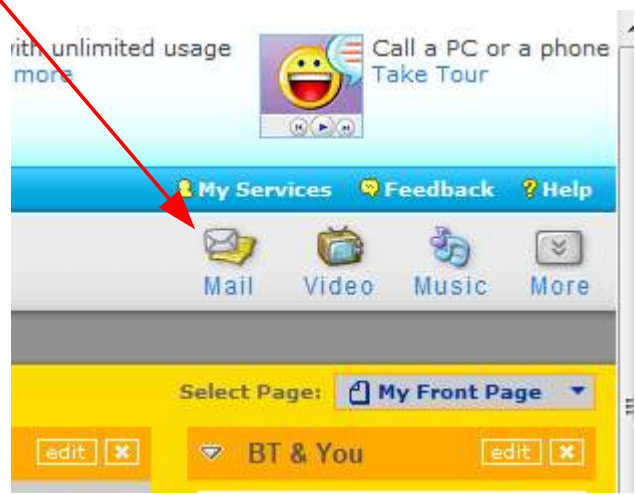 with unlimited usage
more
Call a PC or a phone
Take Tour
My Services Feedback ? Help
Mail Video Music More
Select Page: My Front Page
edit BT & You edit